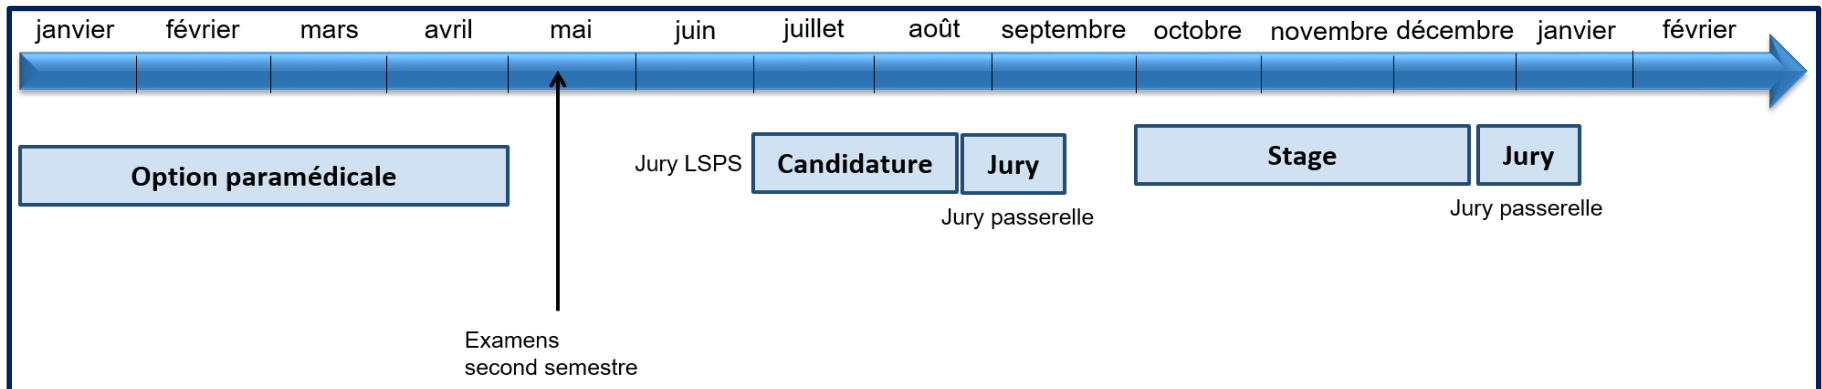 janvier février mars avril mai juin juillet août septembre octobre novembre décembre janvier février
Option paramédicale
Jury LSPS
Candidature
Jury
Jury passerelle
Stage
Jury
Jury passerelle
Examens
second semestre